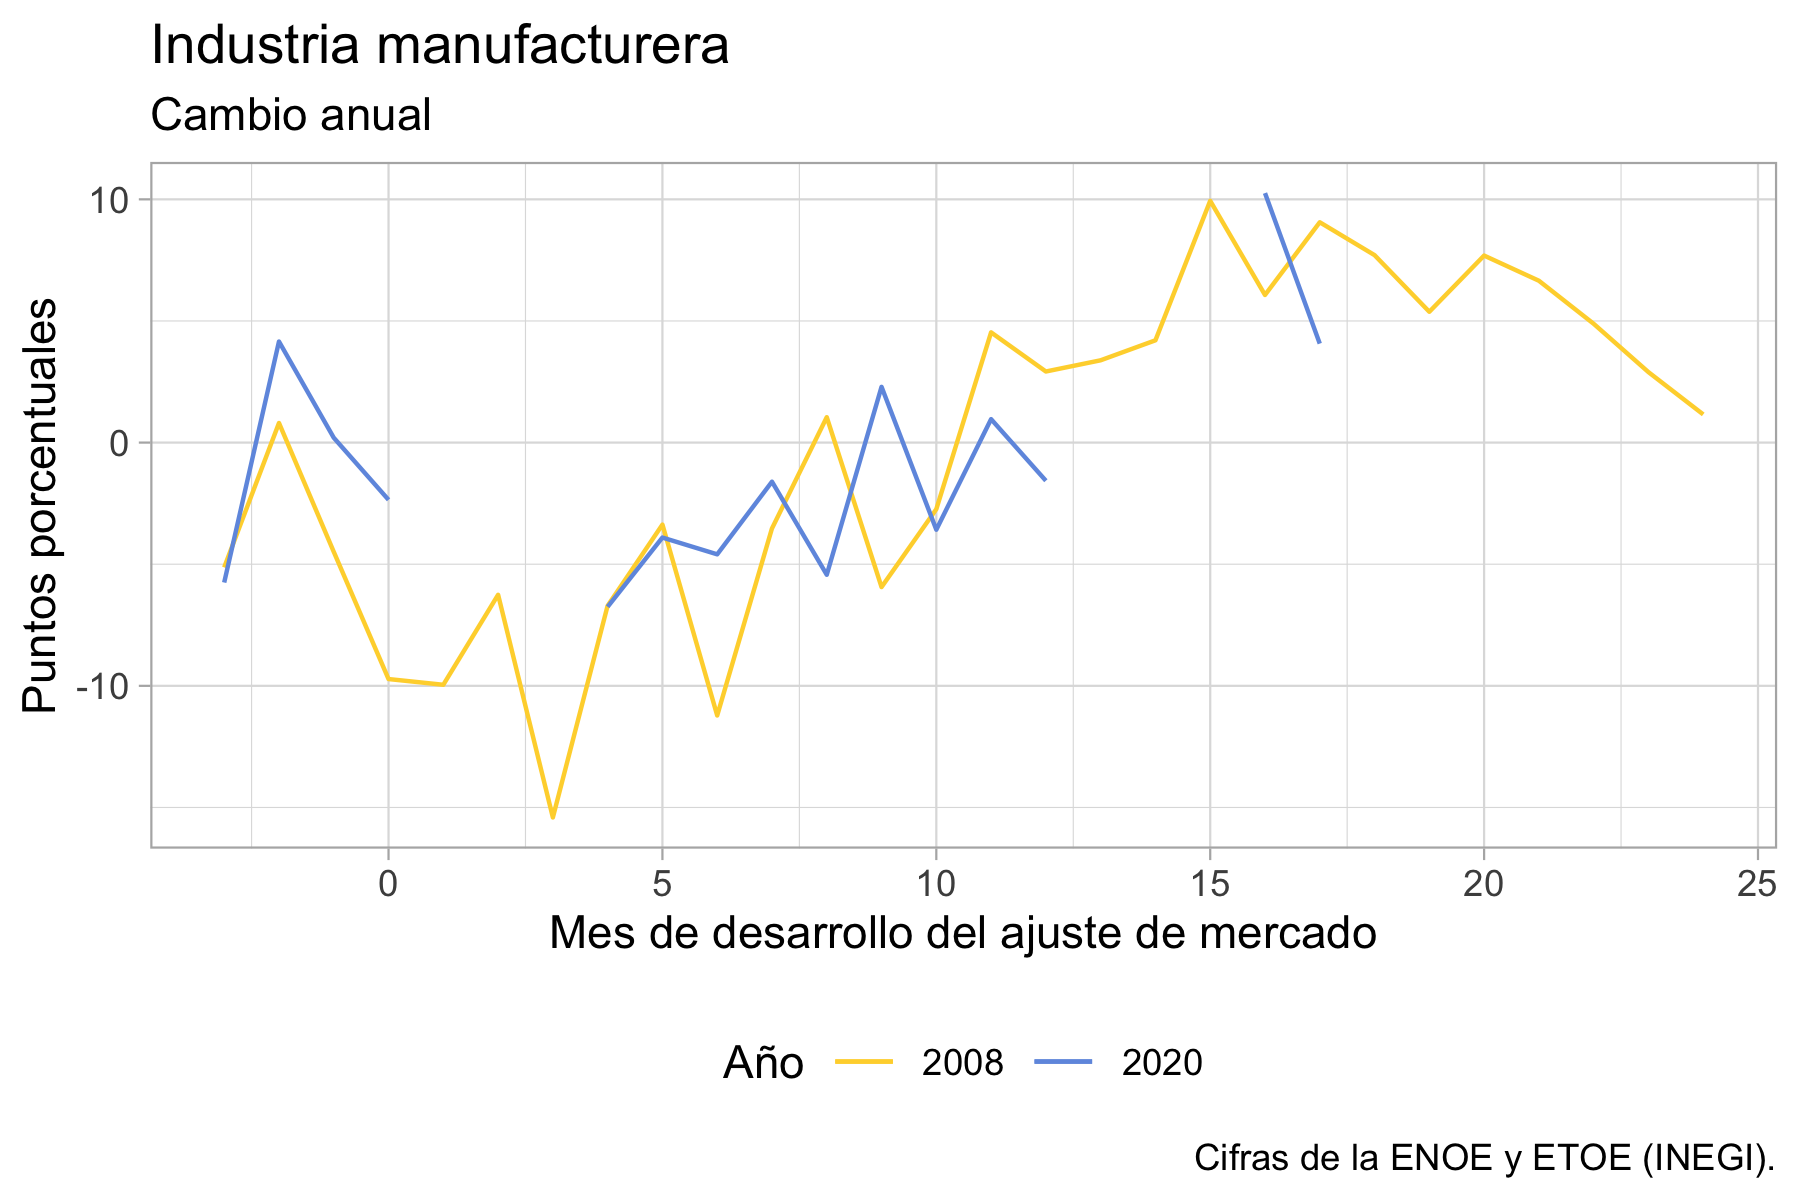 Industria manufacturera
Cambio anual
Puntos porcentuales
10
0
-10
0 5 10 15 20 25
Mes de desarrollo del ajuste de mercado
Año 2008 2020
Cifras de la ENOE y ETOE (INEGI).